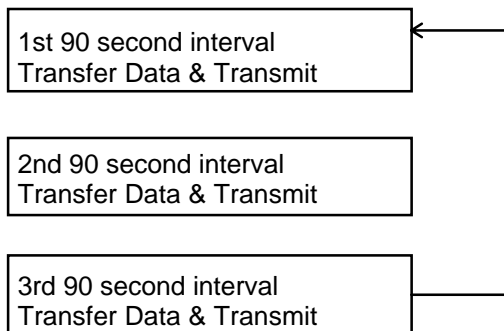 1st 90 second interval
Transfer Data & Transmit
2nd 90 second interval
Transfer Data & Transmit
3rd 90 second interval
Transfer Data & Transmit